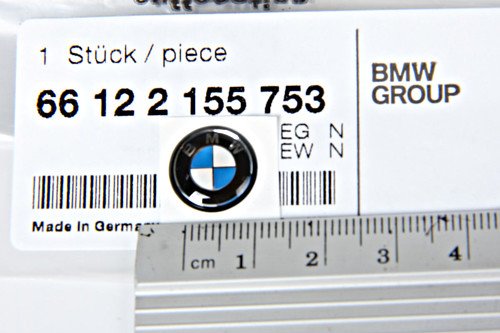 1 Stück / piece
66 12 2 155 753
BMW
GROUP
EG N
EW N
BMW
Made In Germany
cm 1 2 3 4